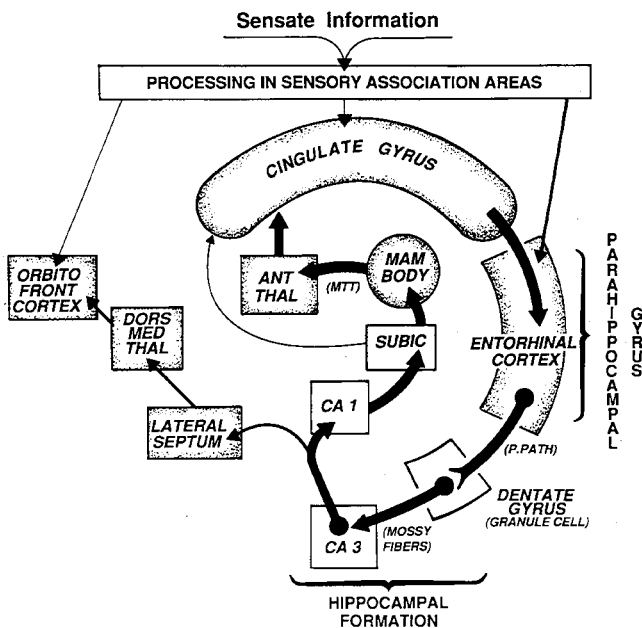 Sensate Information
PROCESSING IN SENSORY ASSOCIATION AREAS
CINGULATE GYRUS
ORBITO
FRONT
CORTEX
DORS
MED
THAL
LATERAL
SEPTUM
ANT
THAL
(MTT)
MAM
BODY
SUBIC
CA 1
CA 3
ENTORHINAL
CORTEX
PARAHIPPOCAMPAL
GYRUS
(P.PATH)
DENTATE
GYRUS
(GRANULE CELL)
(MOSSY
FIBERS)
HIPPOCAMPAL
FORMATION